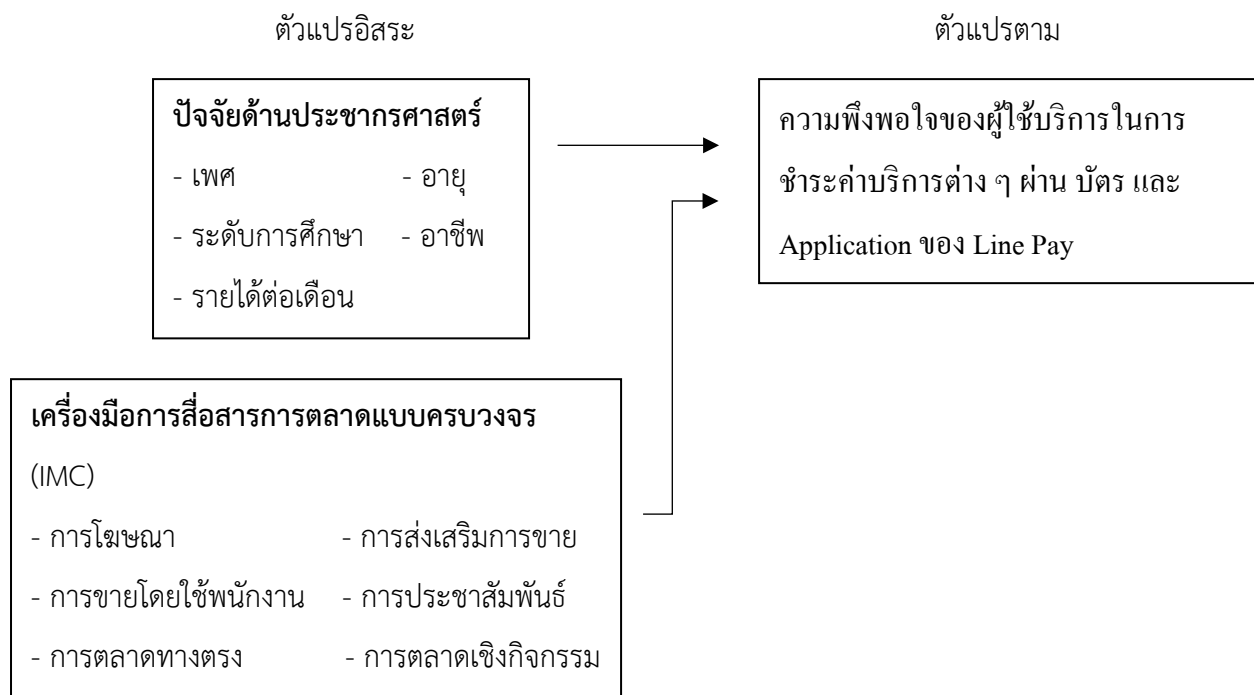 ตัวแปรอิสระ ตัวแปรตาม
ปัจจัยด้านประชากรศาสตร์
- เพศ - อายุ
- ระดับการศึกษา - อาชีพ
- รายได้ต่อเดือน
ความพึงพอใจของผู้ใช้บริการในการ
ชำระค่าบริการต่าง ๆ ผ่าน บัตร และ
Application ของ Line Pay
เครื่องมือการสื่อสารการตลาดแบบครบวงจร
(IMC)
- การโฆษณา - การส่งเสริมการขาย
- การขายโดยใช้พนักงาน - การประชาสัมพันธ์
- การตลาดทางตรง - การตลาดเชิงกิจกรรม